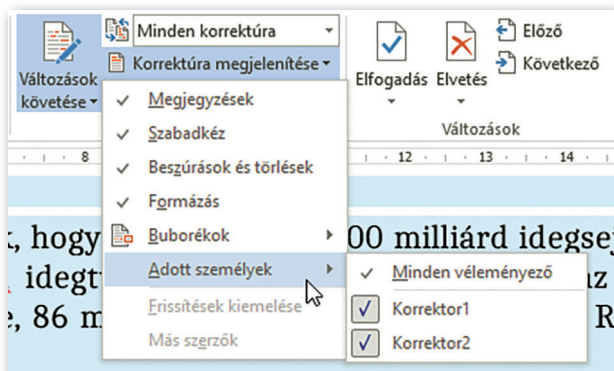 Változások követése
Minden korrektúra
Korrektúra megjelenítése
Megjegyzések
Szabadkéz
Beszúrások és törlések
Formázás
Buborékok
Adott személyek
Frissítések kiemelése
Más szerzők
Minden véleményező
Korrektor1
Korrektor2
Elfogadás
Elvetés
Előző
Következő
Változások
8
12
13
14
, hogy
00 milliárd idegsej
idegt
az
, 86 m
R